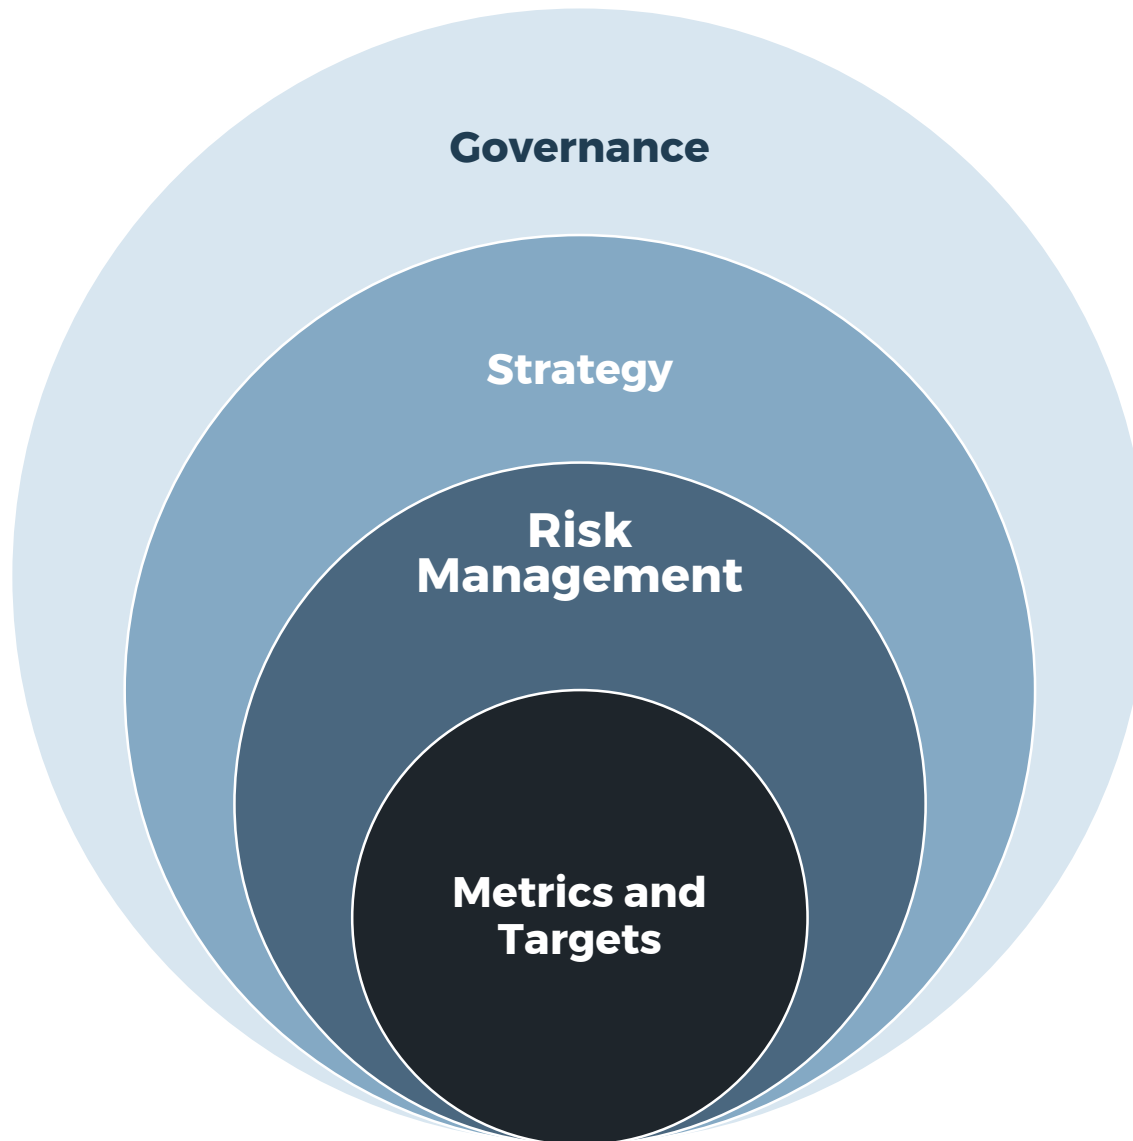 Governance
Strategy
Risk
Management
Metrics and
Targets